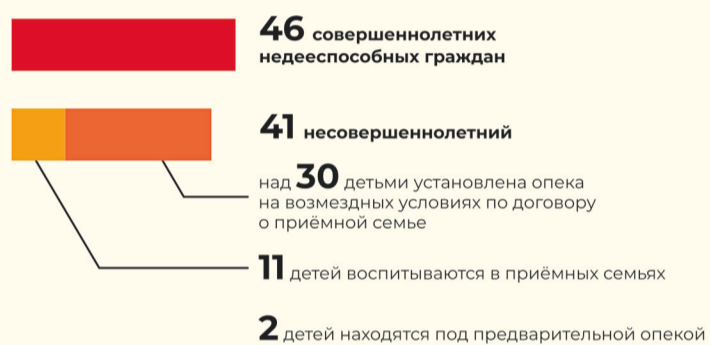 46 совершеннолетних
недееспособных граждан
41 несовершеннолетний
над 30 детьми установлена опека
на возмездных условиях по договору
о приёмной семье
11 детей воспитываются в приёмных семьях
2 детей находятся под предварительной опекой